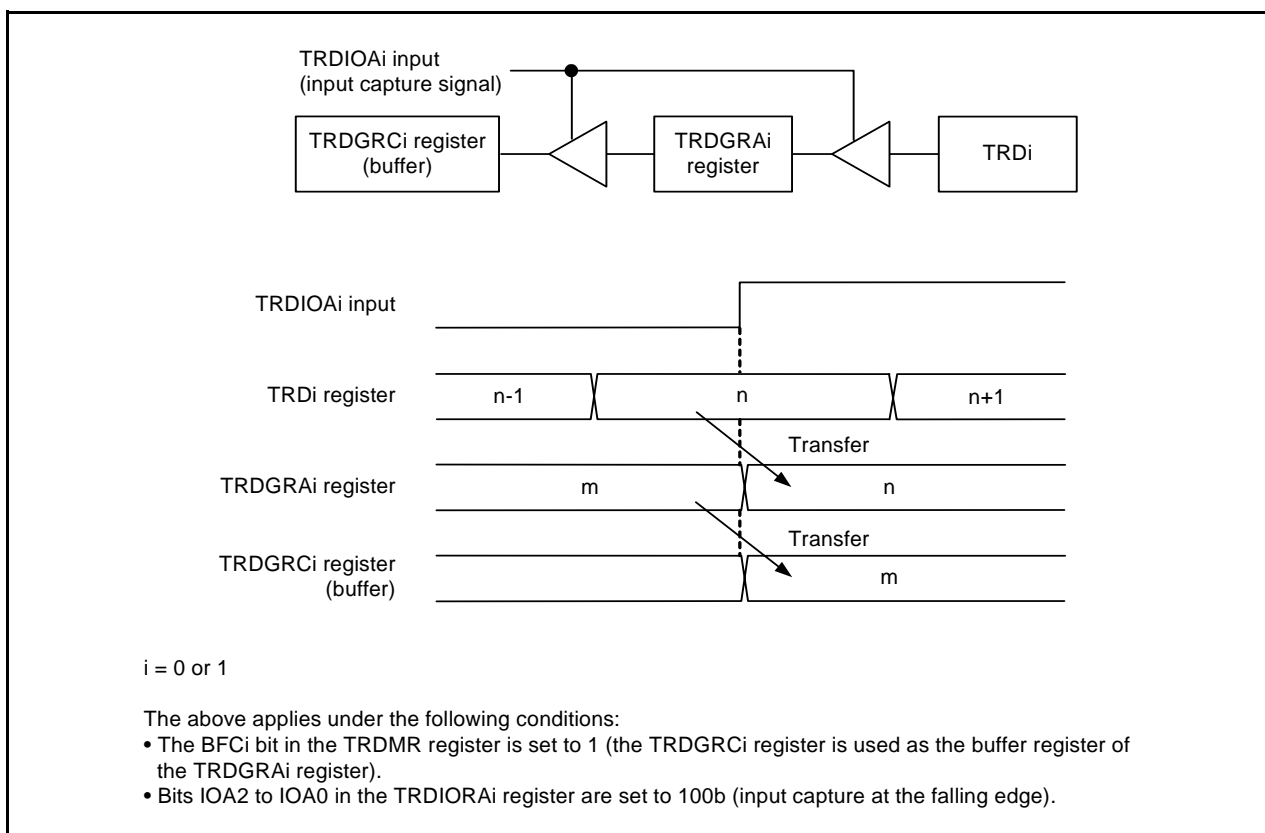 TRDIOAi input
(input capture signal)
TRDGRCi register
(buffer)
TRDGRAi
register
TRDi
TRDIOAi input
TRDi register
n-1
n
n+1
Transfer
TRDGRAi register
m
n
Transfer
TRDGRCi register
(buffer)
m
i = 0 or 1
The above applies under the following conditions:
• The BFCi bit in the TRDMR register is set to 1 (the TRDGRCi register is used as the buffer register of
the TRDGRAi register).
• Bits IOA2 to IOA0 in the TRDIORAi register are set to 100b (input capture at the falling edge).